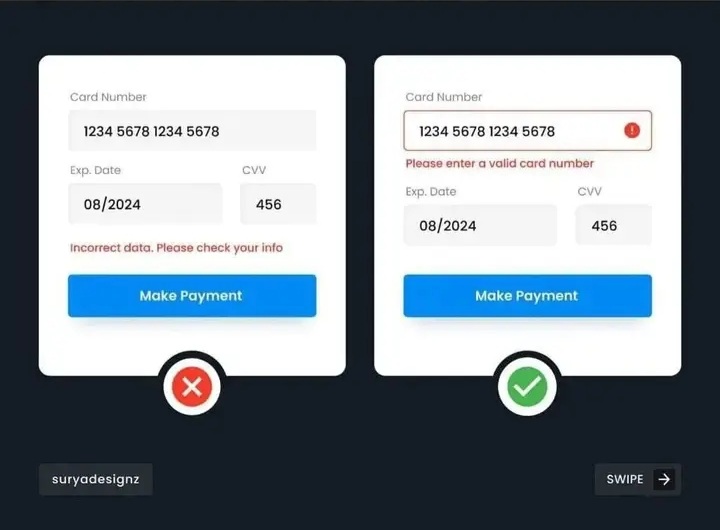 Card Number
1234 5678 1234 5678
Exp. Date CVV
08/2024 456
Incorrect data. Please check your info
Make Payment
Card Number
1234 5678 1234 5678
Please enter a valid card number
Exp. Date CVV
08/2024 456
Make Payment
suryadesignz
SWIPE